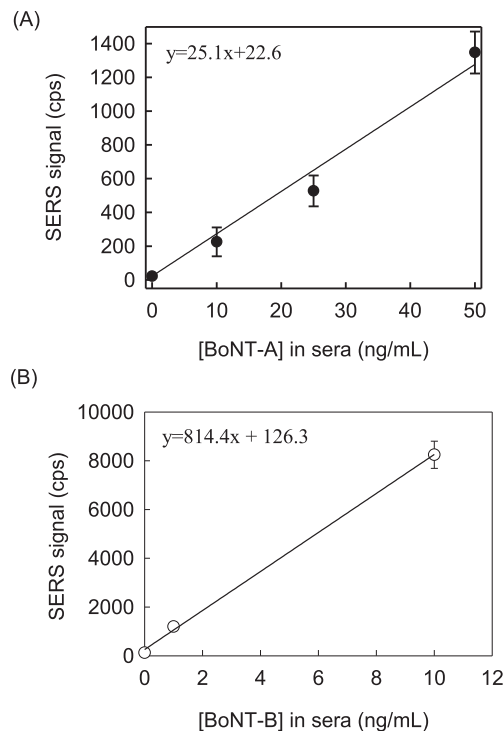 (A)
y=25.1x+22.6
SERS signal (cps)
1400
1200
1000
800
600
400
200
0
0 10 20 30 40 50
[BoNT-A] in sera (ng/mL)
(B)
y=814.4x + 126.3
SERS signal (cps)
10000
8000
6000
4000
2000
0
0 2 4 6 8 10 12
[BoNT-B] in sera (ng/mL)